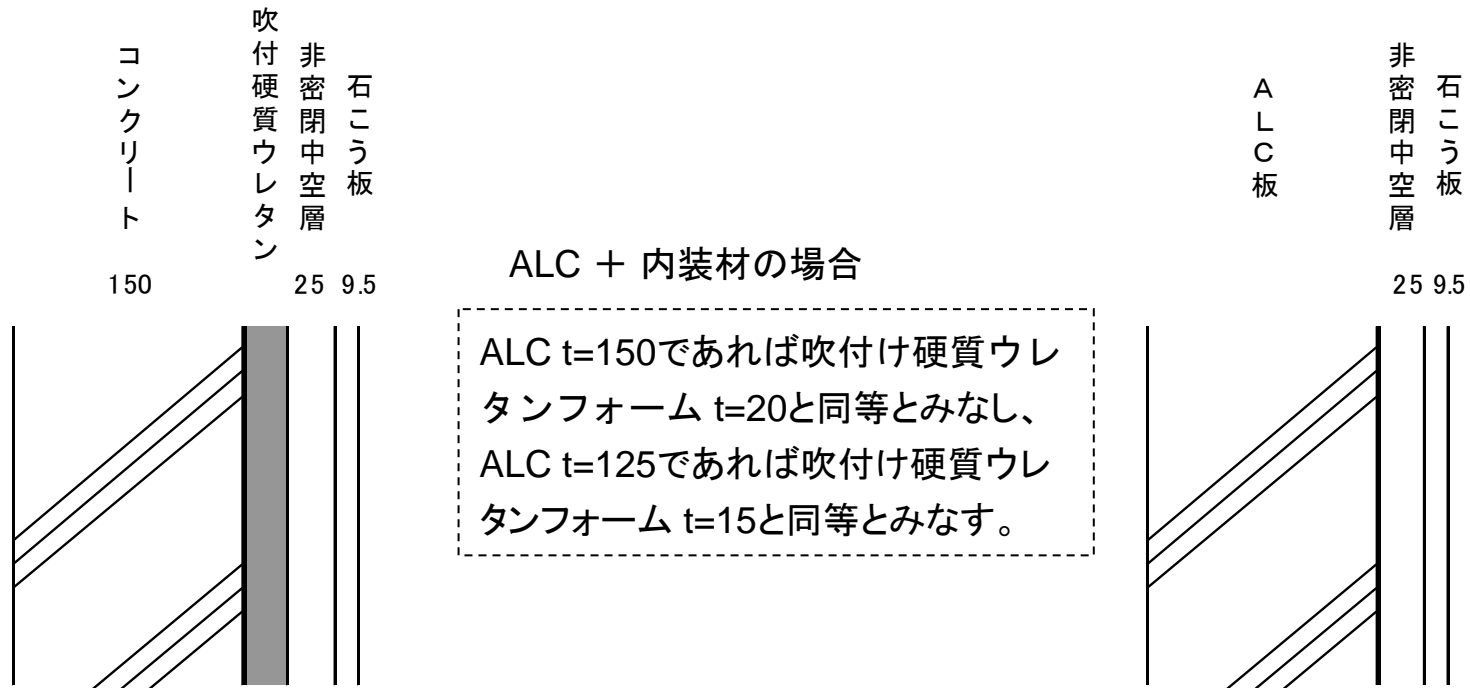 コンクリート
吹付硬質ウレタン
非密閉中空層
石こう板
150
25
9.5
ALC + 内装材の場合
ALC t=150であれば吹付け硬質ウレ
タンフォーム t=20と同等とみなし、
ALC t=125であれば吹付け硬質ウレ
タンフォーム t=15と同等とみなす。
ALC板
非密閉中空層
石こう板
25
9.5